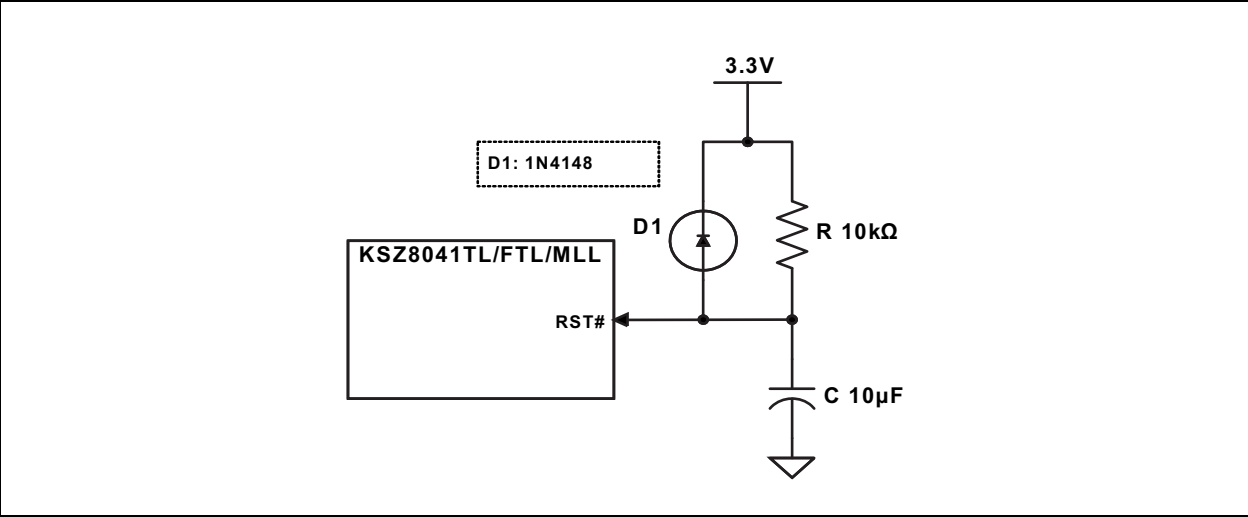 3.3V
D1: 1N4148
D1
R 10kΩ
KSZ8041TL/FTL/MLL
RST#
C 10µF